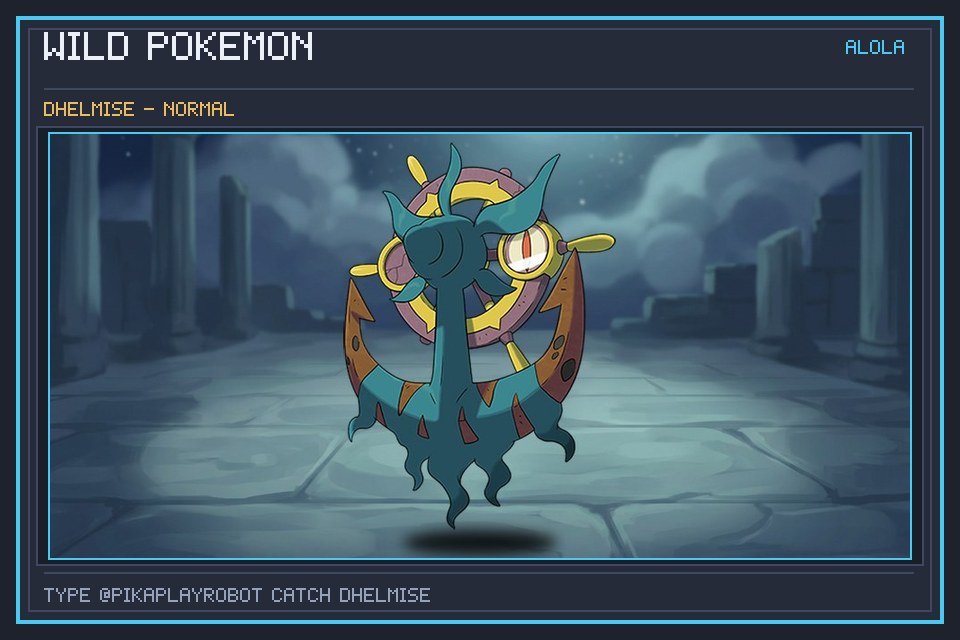 WILD POKEMON
ALOLA
DHELMISE - NORMAL
TYPE @PIKAPLAYROBOT CATCH DHELMISE